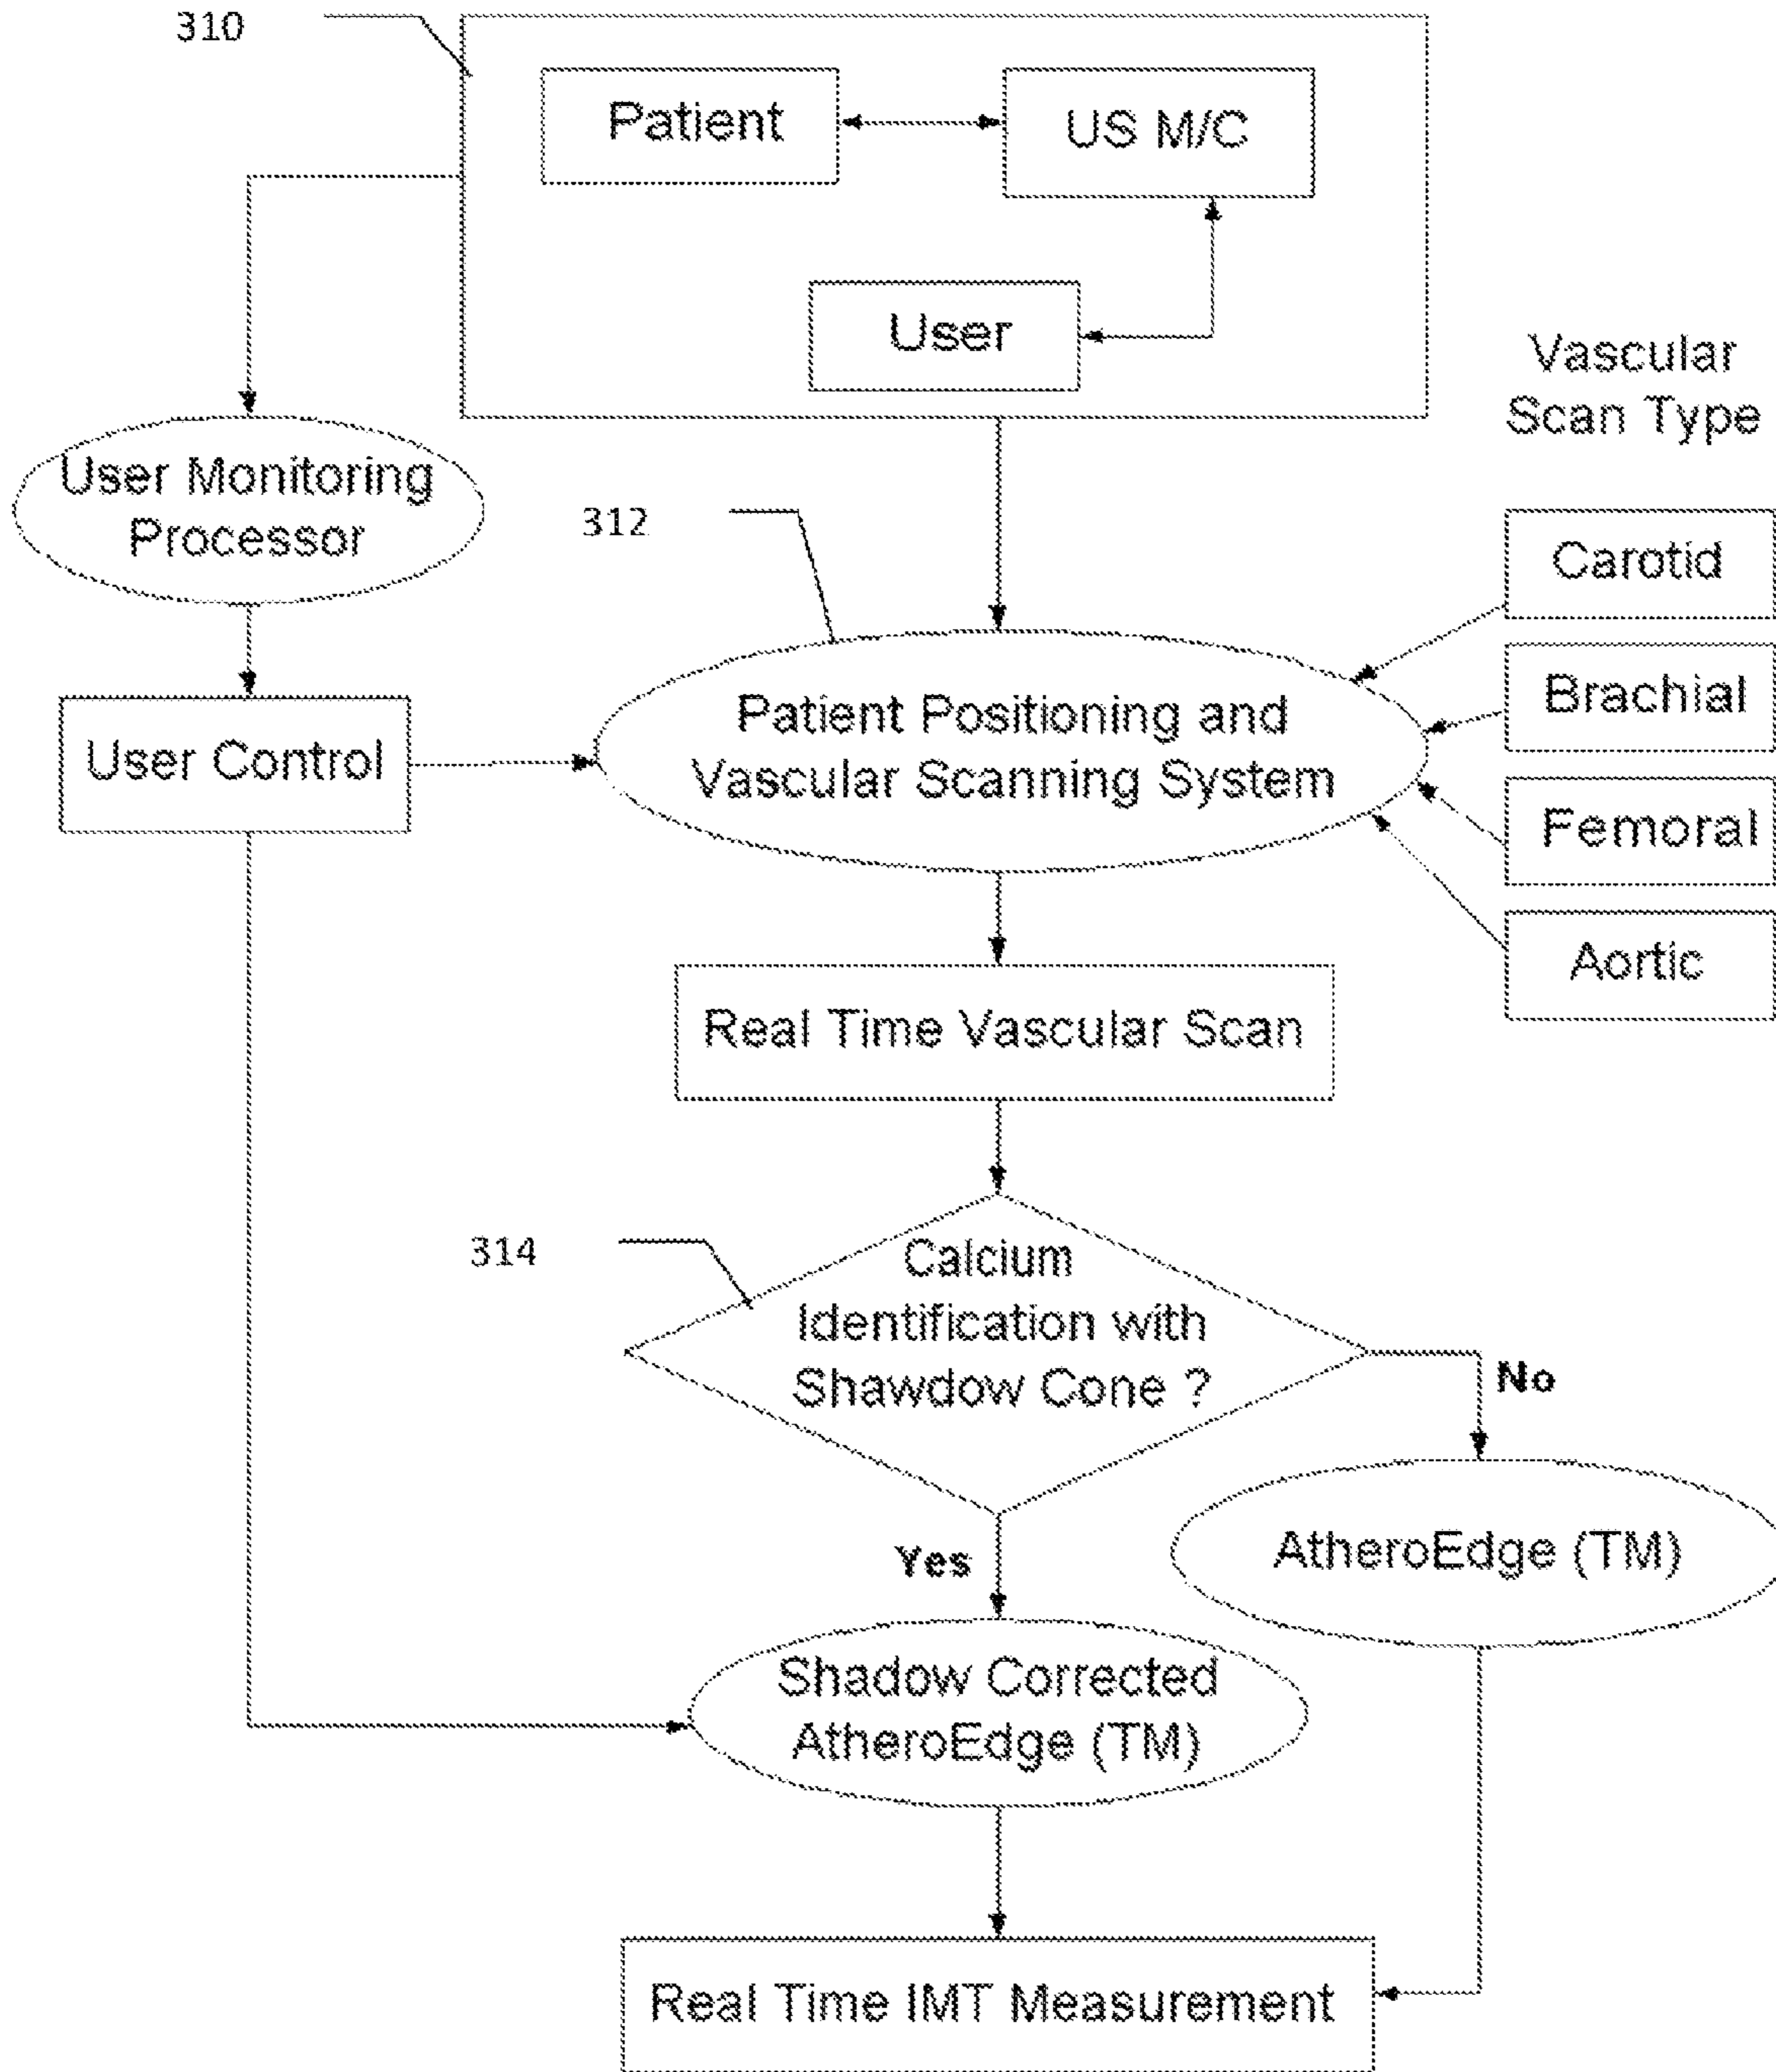 310
Patient
US M/C
User
Vascular
Scan Type
User Monitoring
Processor
312
Carotid
Brachial
Femoral
Aortic
User Control
Patient Positioning and
Vascular Scanning System
Real Time Vascular Scan
314
Calcium
Identification with
Shawdow Cone ?
No
Yes
AtheroEdge (TM)
Shadow Corrected
AtheroEdge (TM)
Real Time IMT Measurement